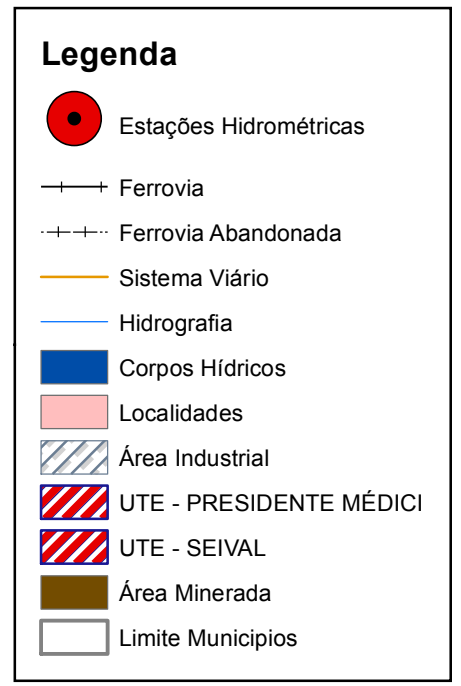 Legenda
Estações Hidrométricas
Ferrovia
Ferrovia Abandonada
Sistema Viário
Hidrografia
Corpos Hídricos
Localidades
Área Industrial
UTE - PRESIDENTE MÉDICI
UTE - SEIVAL
Área Minerada
Limite Municipios